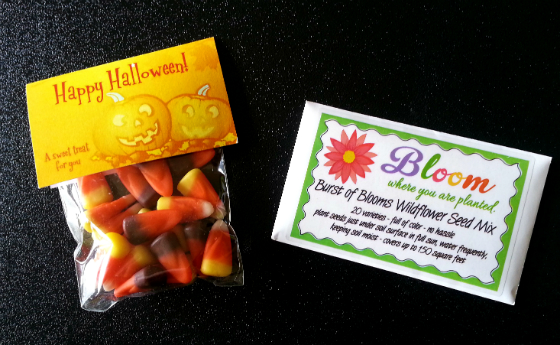 Happy Halloween!
A sweet treat
for you
Bloom
where you are planted.
Burst of Blooms Wildflower Seed Mix
20 varieties - full of color - no hassle
plant seeds just under soil surface in full sun, water frequently,
keeping soil moist - covers up to 150 square feet